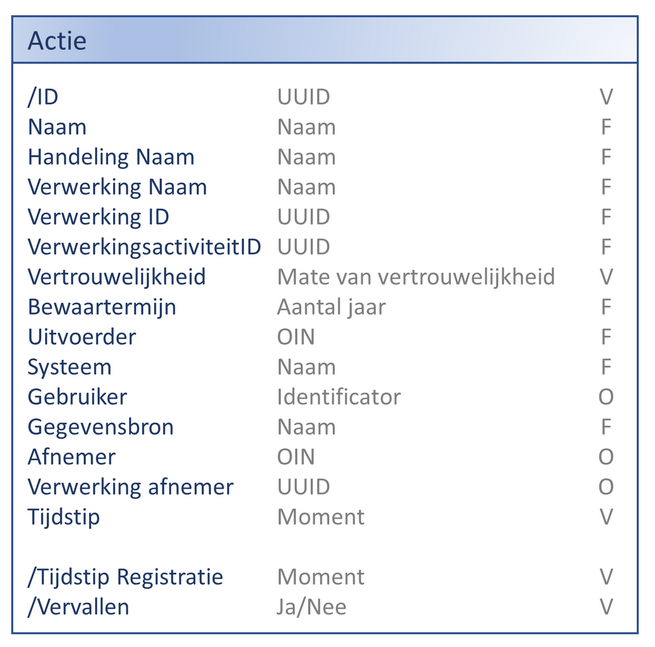 Actie
/ID UUID V
Naam Naam F
Handeling Naam Naam F
Verwerking Naam Naam F
Verwerking ID UUID F
VerwerkingsactiviteitID UUID F
Vertrouwelijkheid Mate van vertrouwelijkheid V
Bewaartermijn Aantal jaar F
Uitvoerder OIN F
Systeem Naam F
Gebruiker Identificator O
Gegevensbron Naam F
Afnemer OIN O
Verwerking afnemer UUID O
Tijdstip Moment V
/Tijdstip Registratie Moment V
/Vervallen Ja/Nee V